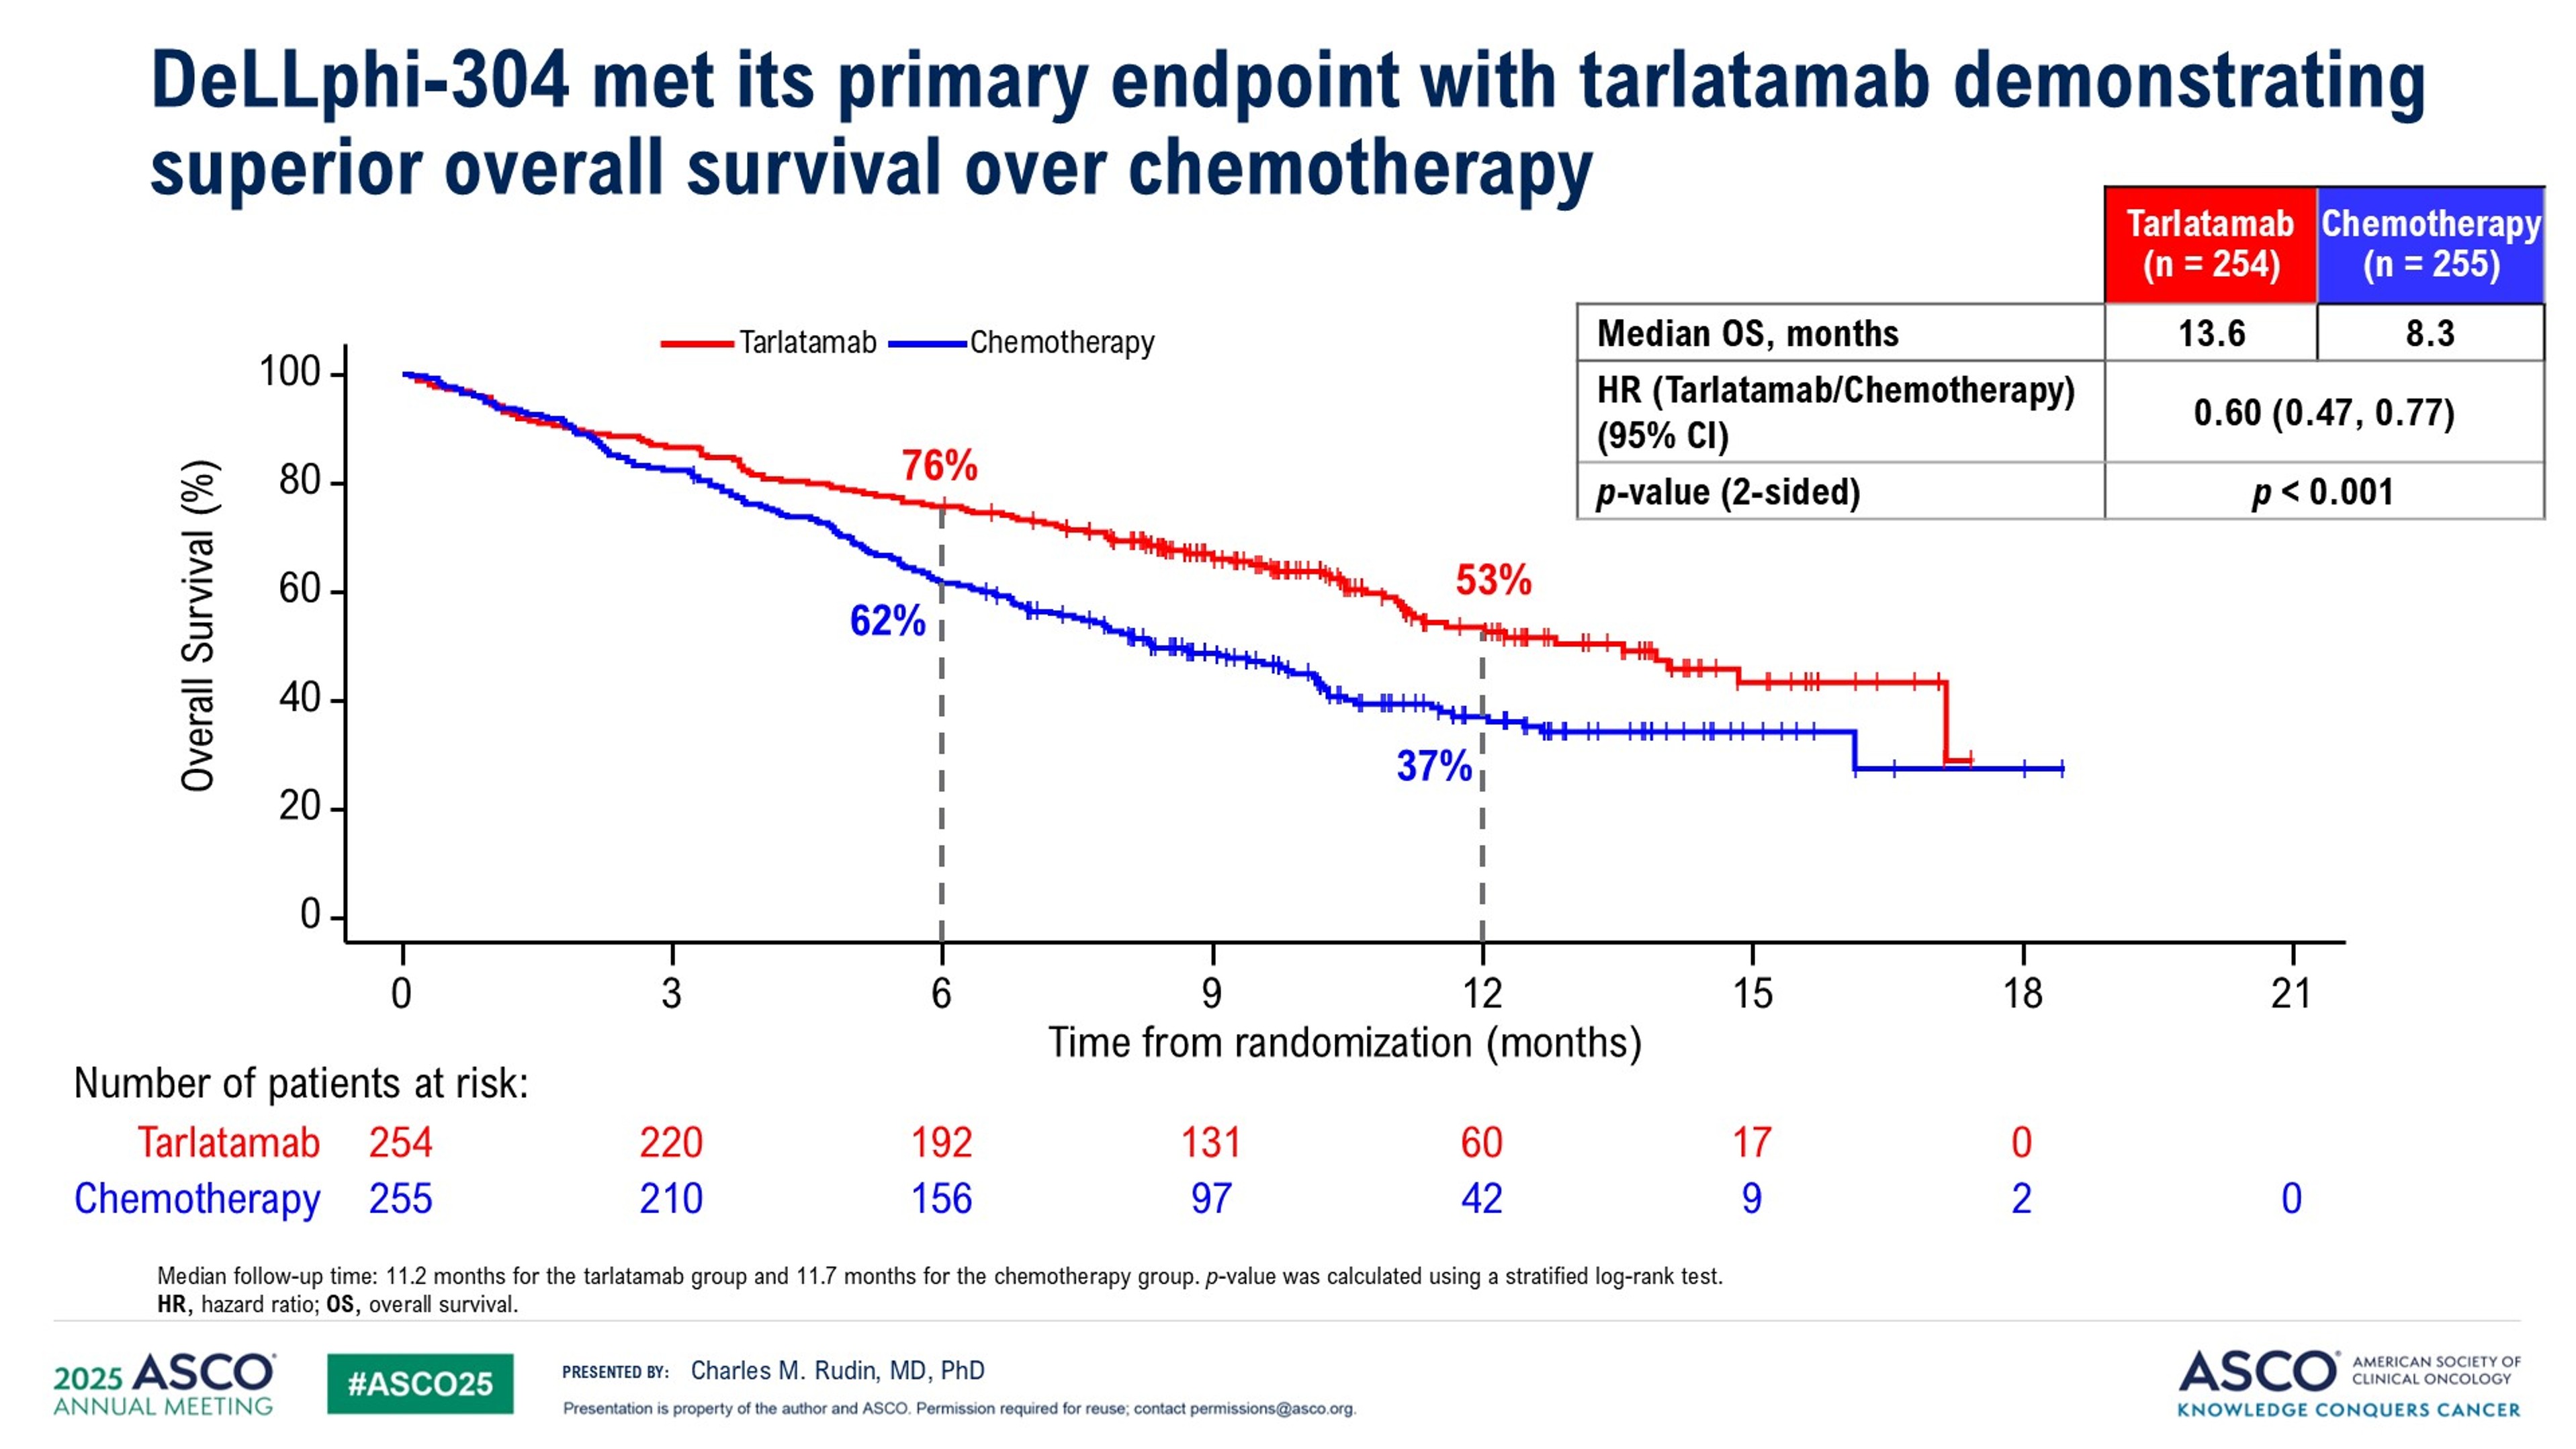 DeLLphi-304 met its primary endpoint with tarlatamab demonstrating
superior overall survival over chemotherapy
Tarlatamab
(n = 254)
Chemotherapy
(n = 255)
Median OS, months
13.6
8.3
HR (Tarlatamab/Chemotherapy)
(95% CI)
0.60 (0.47, 0.77)
p-value (2-sided)
p < 0.001
Tarlatamab
Chemotherapy
Overall Survival (%)
100
80
60
40
20
0
76%
62%
53%
37%
0 3 6 9 12 15 18 21
Time from randomization (months)
Number of patients at risk:
Tarlatamab 254 220 192 131 60 17 0
Chemotherapy 255 210 156 97 42 9 2 0
Median follow-up time: 11.2 months for the tarlatamab group and 11.7 months for the chemotherapy group. p-value was calculated using a stratified log-rank test.
HR, hazard ratio; OS, overall survival.
2025 ASCO®
ANNUAL MEETING
#ASCO25
PRESENTED BY: Charles M. Rudin, MD, PhD
Presentation is property of the author and ASCO. Permission required for reuse; contact permissions@asco.org.
ASCO®
AMERICAN SOCIETY OF
CLINICAL ONCOLOGY
KNOWLEDGE CONQUERS CANCER